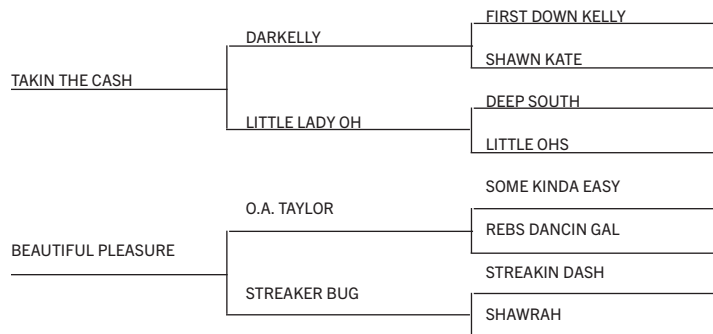 FIRST DOWN KELLY
DARKELLY
SHAWN KATE
TAKIN THE CASH
DEEP SOUTH
LITTLE LADY OH
LITTLE OHS
SOME KINDA EASY
O.A. TAYLOR
REBS DANCIN GAL
BEAUTIFUL PLEASURE
STREAKIN DASH
STREAKER BUG
SHAWRAH